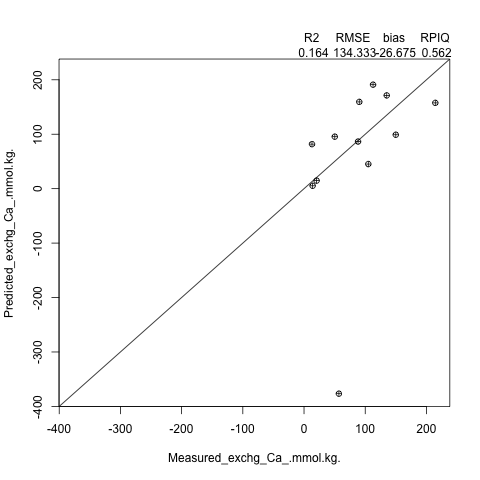 R2 RMSE bias RPIQ
0.164 134.333 -26.675 0.562
200
100
0
-100
-200
-300
-400
Predicted_exchg_Ca_.mmol.kg.
-400 -300 -200 -100 0 100 200
Measured_exchg_Ca_.mmol.kg.